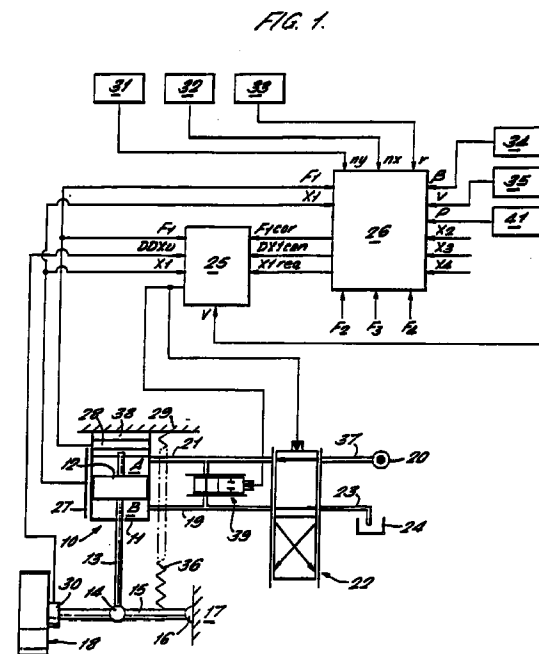 FIG. 1.
31 32 33
34
35
41
ny nx r
F1
X1
β
V
P
X2
X3
X4
26
F1 F1cor
DDXu DX1can
X1 X1req
25
V
F2 F3 F4
28 38 29
21 37
12 A 20
27 B 19 39 23 24
10 11
13 36 22
30 14 15 16 17
18